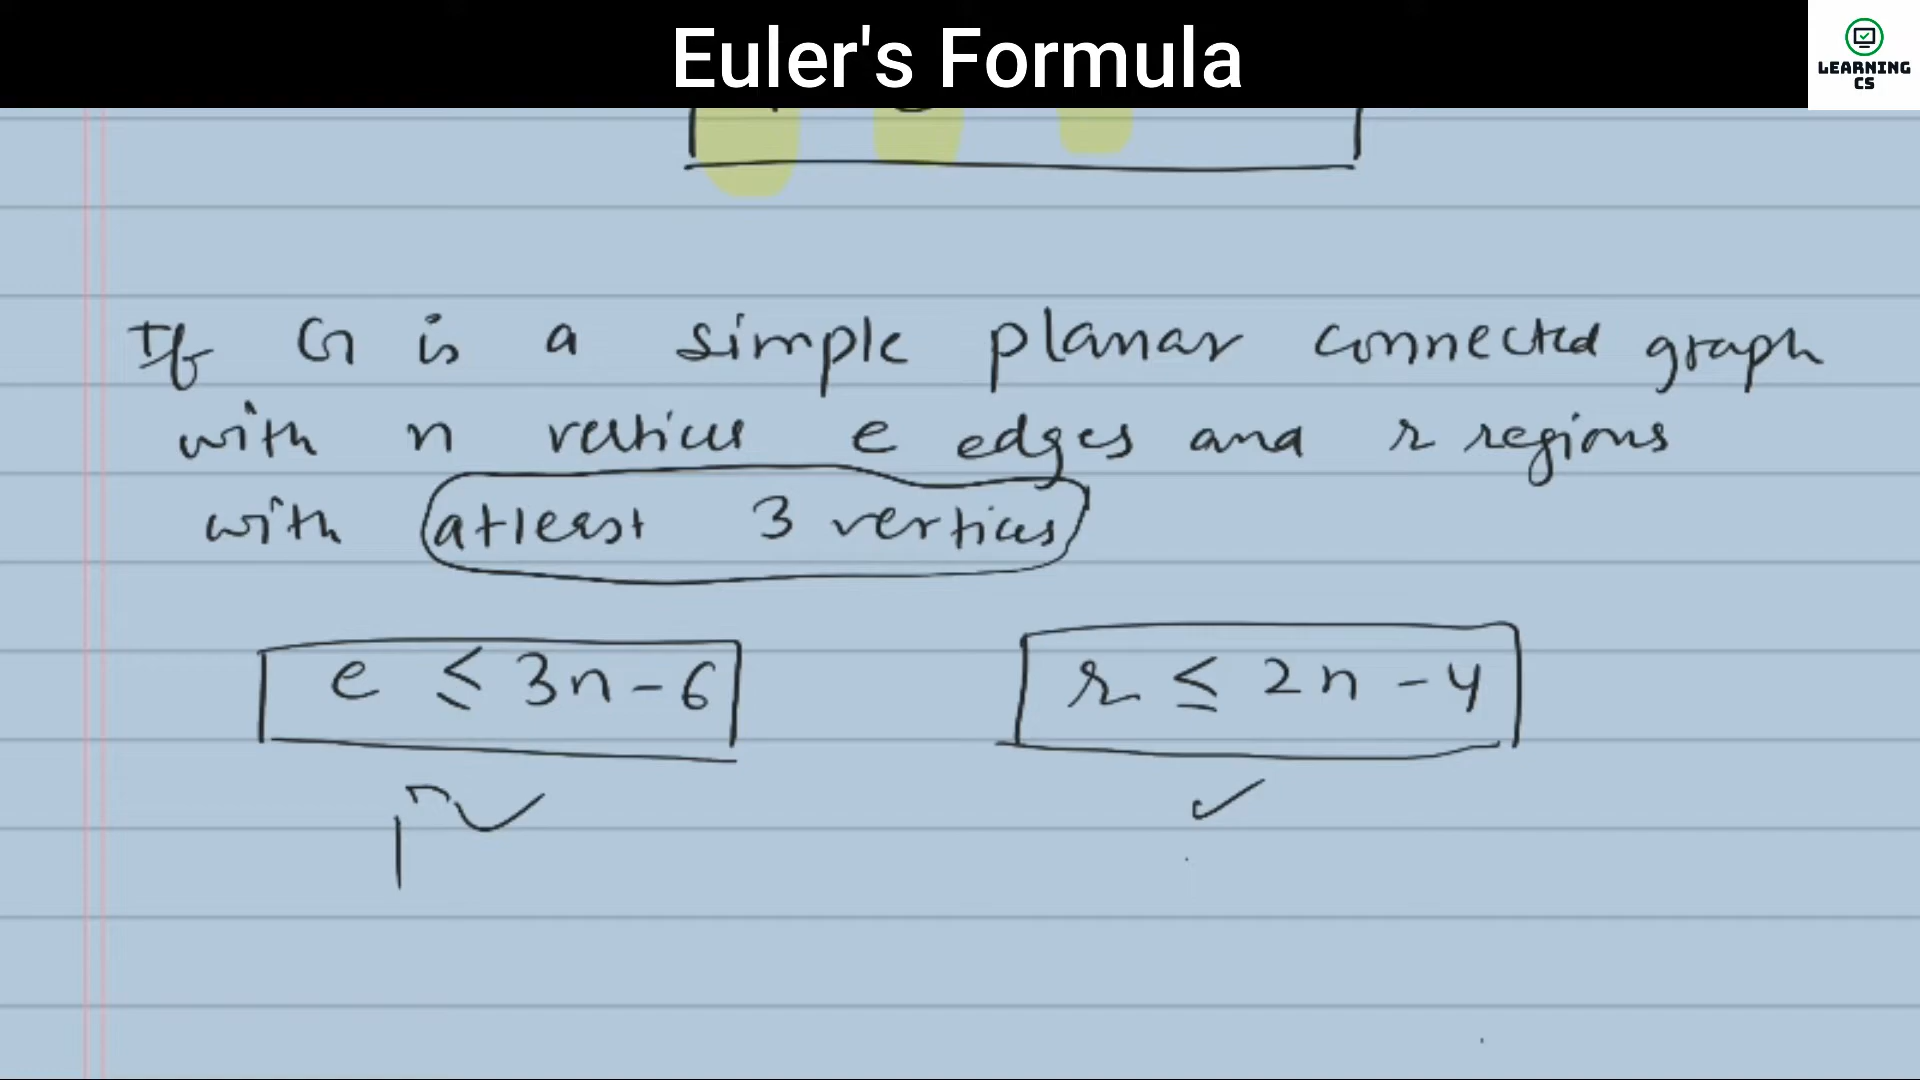 Euler's Formula
LEARNING
CS
If G is a simple planar connected graph
with n vertices e edges and r regions
with atleast 3 vertices
e ≤ 3n - 6
r ≤ 2n - 4